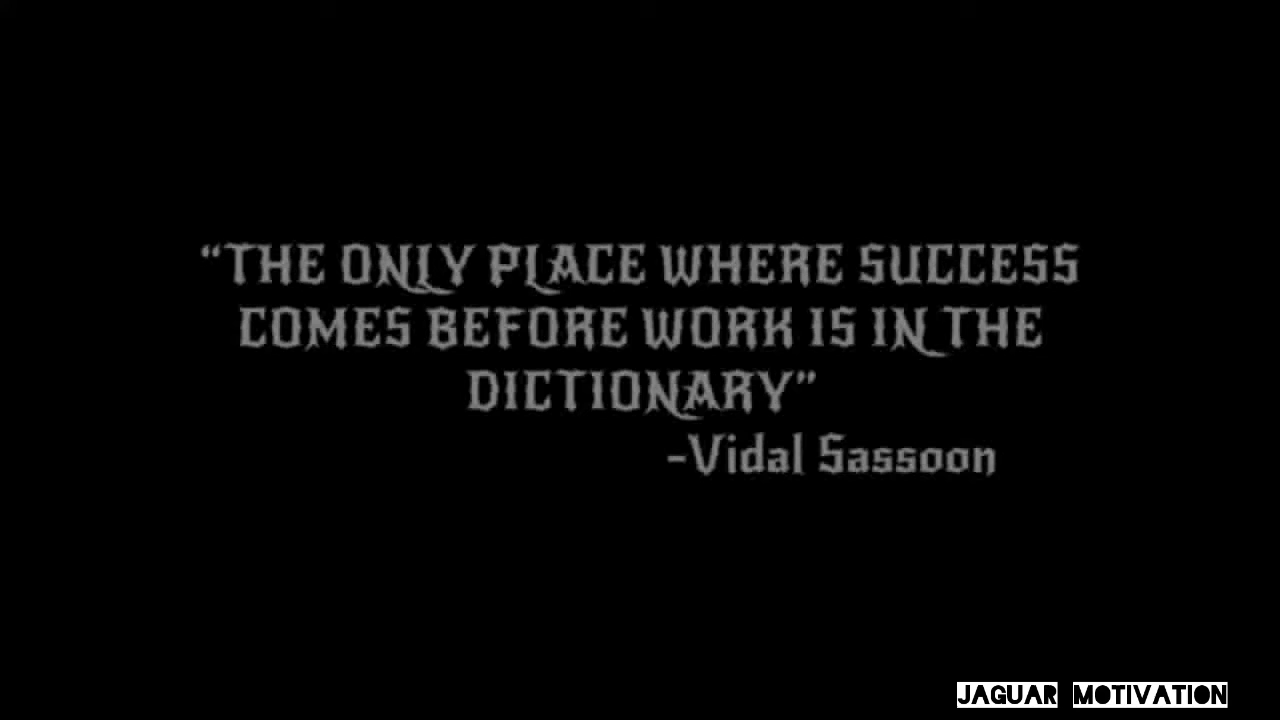 “THE ONLY PLACE WHERE SUCCESS
COMES BEFORE WORK IS IN THE
DICTIONARY”
-Vidal Sassoon
JAGUAR MOTIVATION